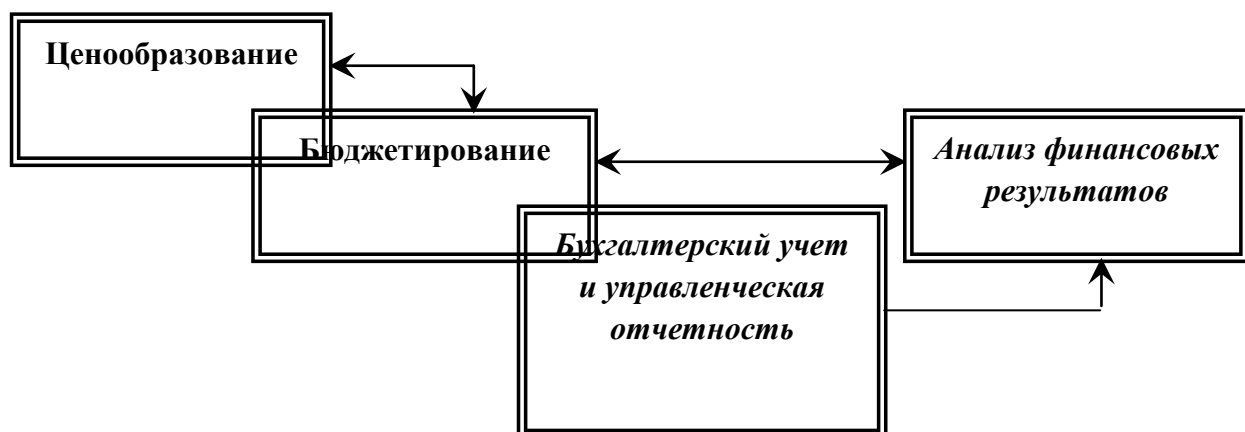 Ценообразование
Бюджетирование
Анализ финансовых
результатов
Бухгалтерский учет
и управленческая
отчетность